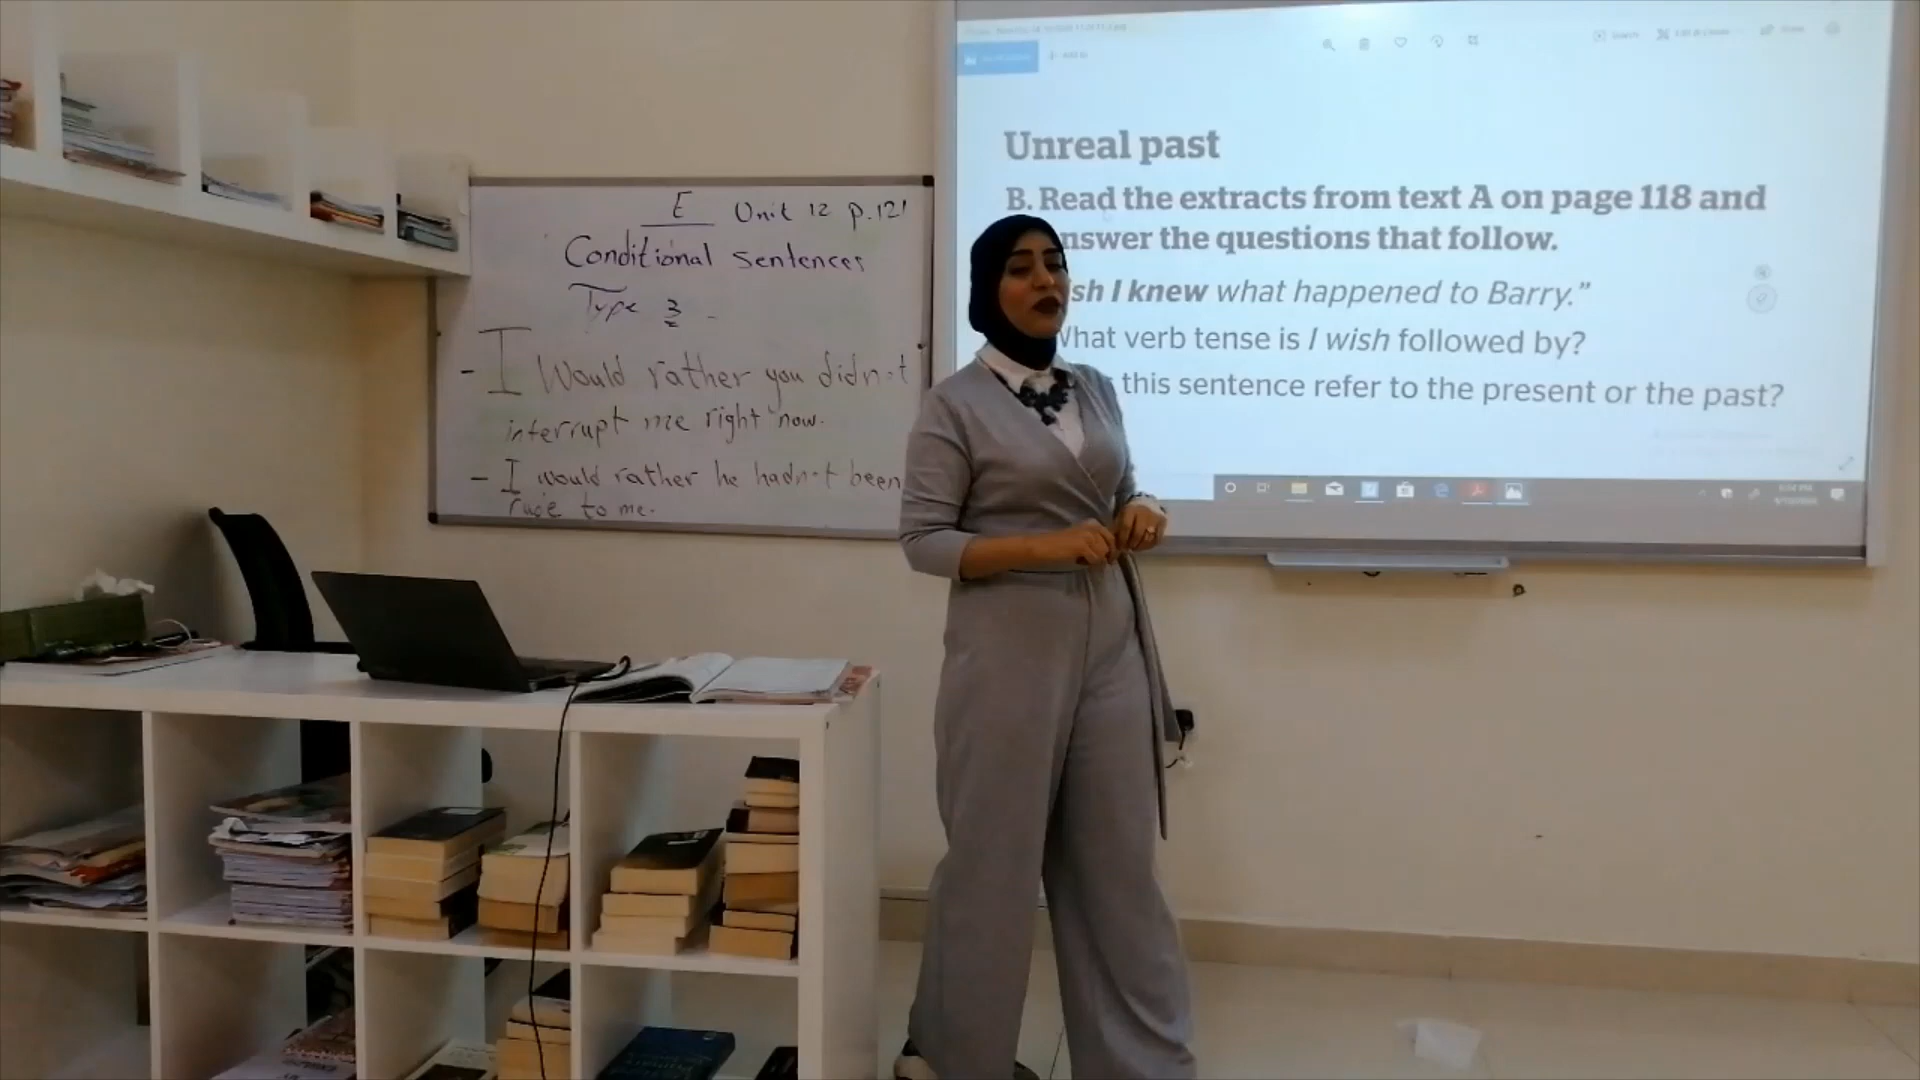 E Unit 12 p.121
Conditional Sentences
Type 3
- I Would rather you didn't
interrupt me right now.
- I would rather he hadn't been
rude to me.
Unreal past
B. Read the extracts from text A on page 118 and
nswer the questions that follow.
sh I knew what happened to Barry.”
What verb tense is I wish followed by?
this sentence refer to the present or the past?